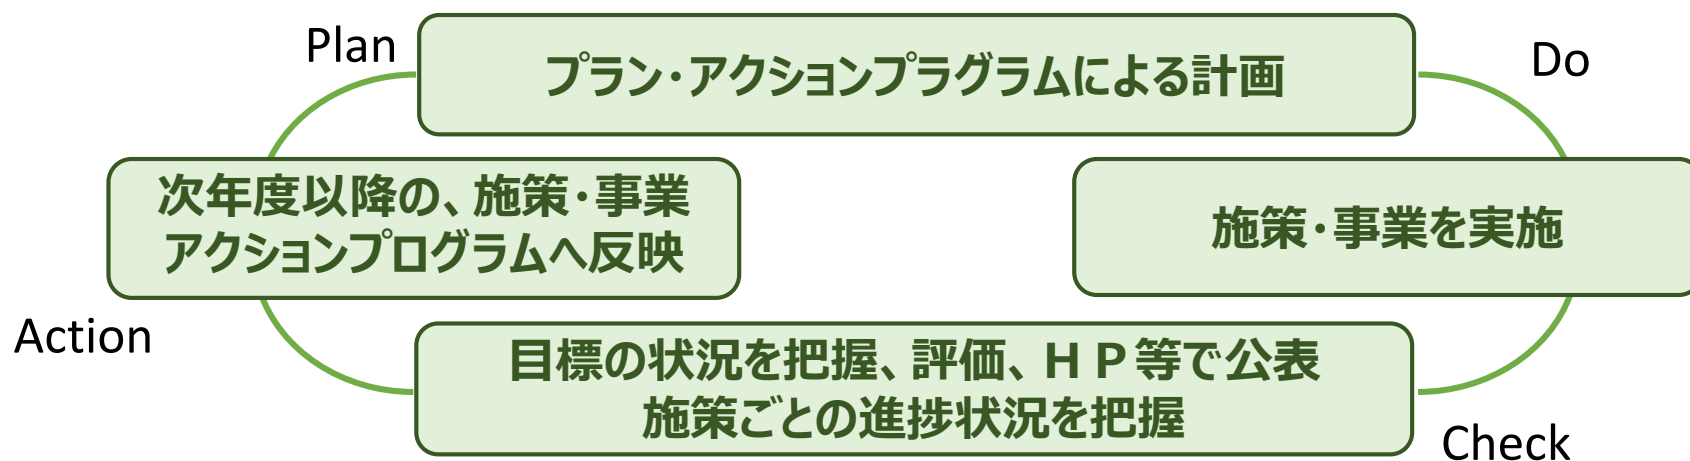 Plan
プラン・アクションプラグラムによる計画
Do
次年度以降の、施策・事業
アクションプログラムへ反映
施策・事業を実施
Action
目標の状況を把握、評価、ＨＰ等で公表
施策ごとの進捗状況を把握
Check